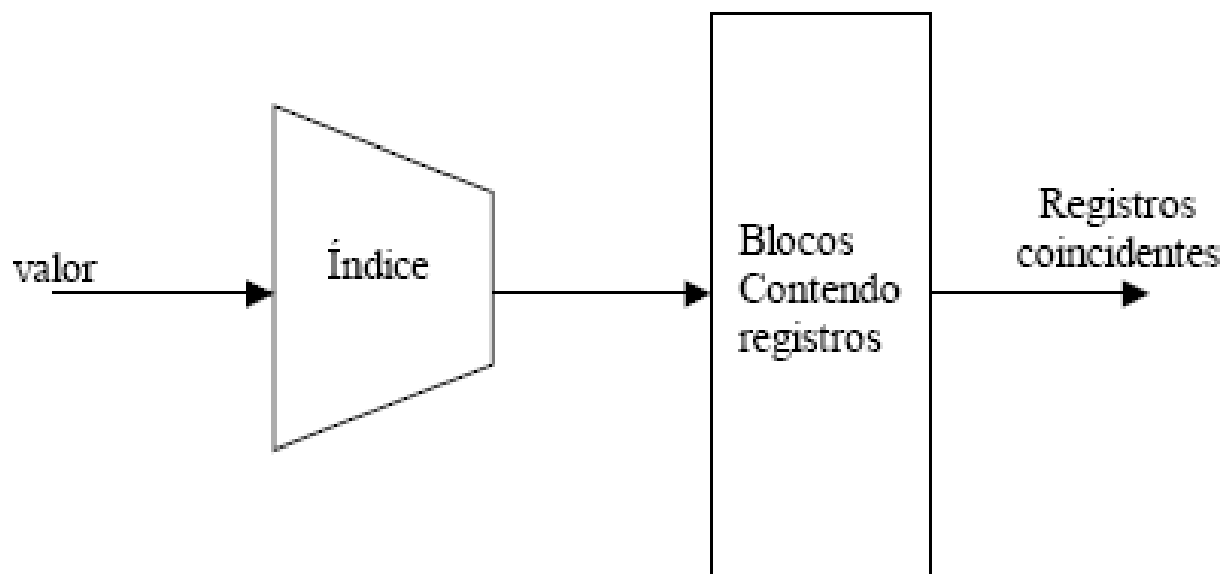 valor
Índice
Blocos
Contendo
registros
Registros
coincidentes